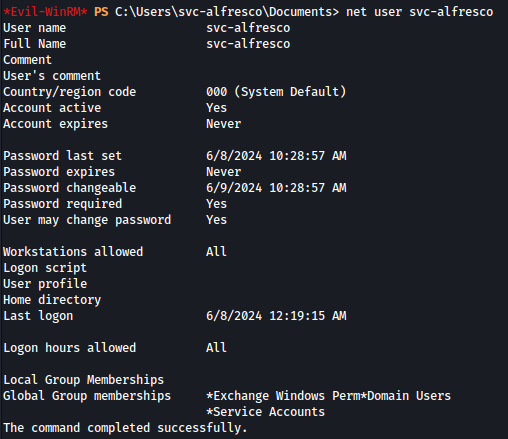 *Evil-WinRM* PS C:\Users\svc-alfresco\Documents> net user svc-alfresco
User name                    svc-alfresco
Full Name                    svc-alfresco
Comment
User's comment
Country/region code          000 (System Default)
Account active               Yes
Account expires              Never

Password last set            6/8/2024 10:28:57 AM
Password expires             Never
Password changeable          6/9/2024 10:28:57 AM
Password required            Yes
User may change password     Yes

Workstations allowed         All
Logon script
User profile
Home directory
Last logon                   6/8/2024 12:19:15 AM

Logon hours allowed          All

Local Group Memberships
Global Group memberships     *Exchange Windows Perm*Domain Users
                             *Service Accounts
The command completed successfully.